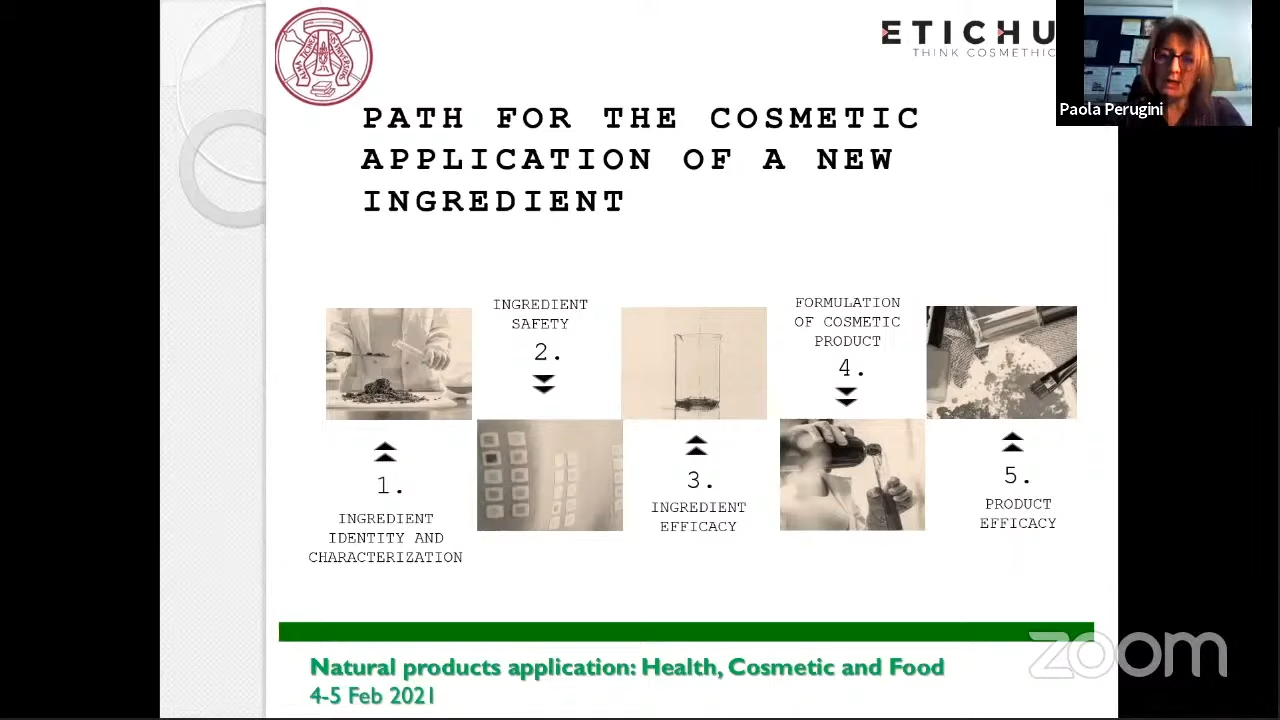 ETICHU
THINK COSMETHIC
Paola Perugini
PATH FOR THE COSMETIC
APPLICATION OF A NEW
INGREDIENT
INGREDIENT
SAFETY
2.
FORMULATION
OF COSMETIC
PRODUCT
4.
1.
INGREDIENT
IDENTITY AND
CHARACTERIZATION
3.
INGREDIENT
EFFICACY
5.
PRODUCT
EFFICACY
Natural products application: Health, Cosmetic and Food
4-5 Feb 2021
zoom